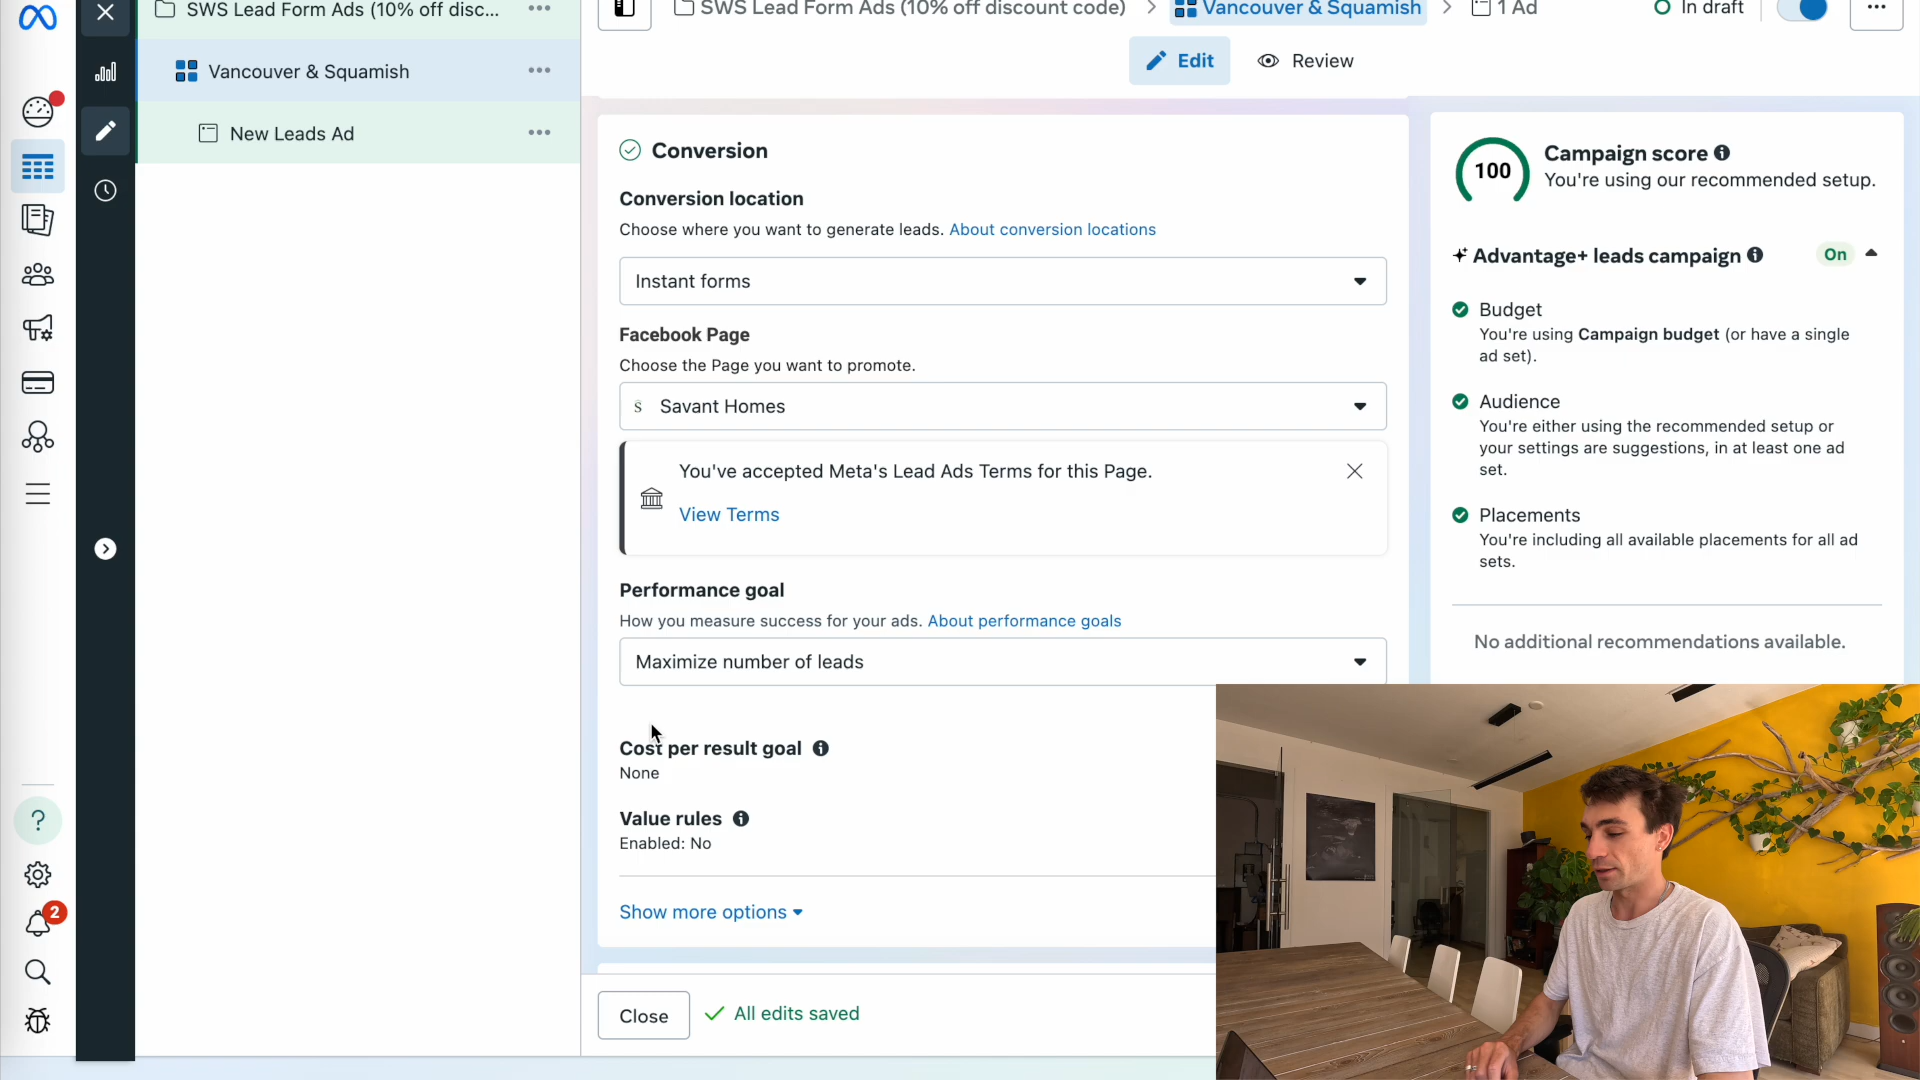 SWS Lead Form Ads (10% off disc...
Vancouver & Squamish
New Leads Ad
SWS Lead Form Ads (10% off discount code)
Vancouver & Squamish
1 Ad
In draft
Edit
Review
Conversion
Conversion location
Choose where you want to generate leads. About conversion locations
Instant forms
Facebook Page
Choose the Page you want to promote.
S Savant Homes
You've accepted Meta's Lead Ads Terms for this Page.
View Terms
Performance goal
How you measure success for your ads. About performance goals
Maximize number of leads
Cost per result goal
None
Value rules
Enabled: No
Show more options
Close
All edits saved
100
Campaign score
You're using our recommended setup.
Advantage+ leads campaign
On
Budget
You're using Campaign budget (or have a single
ad set).
Audience
You're either using the recommended setup or
your settings are suggestions, in at least one ad
set.
Placements
You're including all available placements for all ad
sets.
No additional recommendations available.
?
2